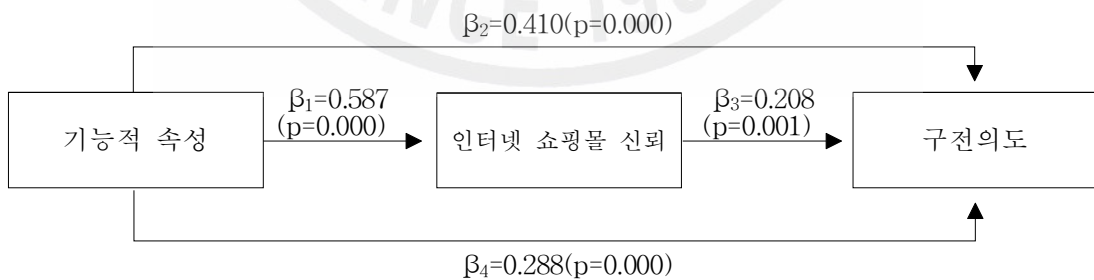 β₂=0.410(p=0.000)
β₁=0.587
(p=0.000)
β₃=0.208
(p=0.001)
기능적 속성
인터넷 쇼핑몰 신뢰
구전의도
β₄=0.288(p=0.000)